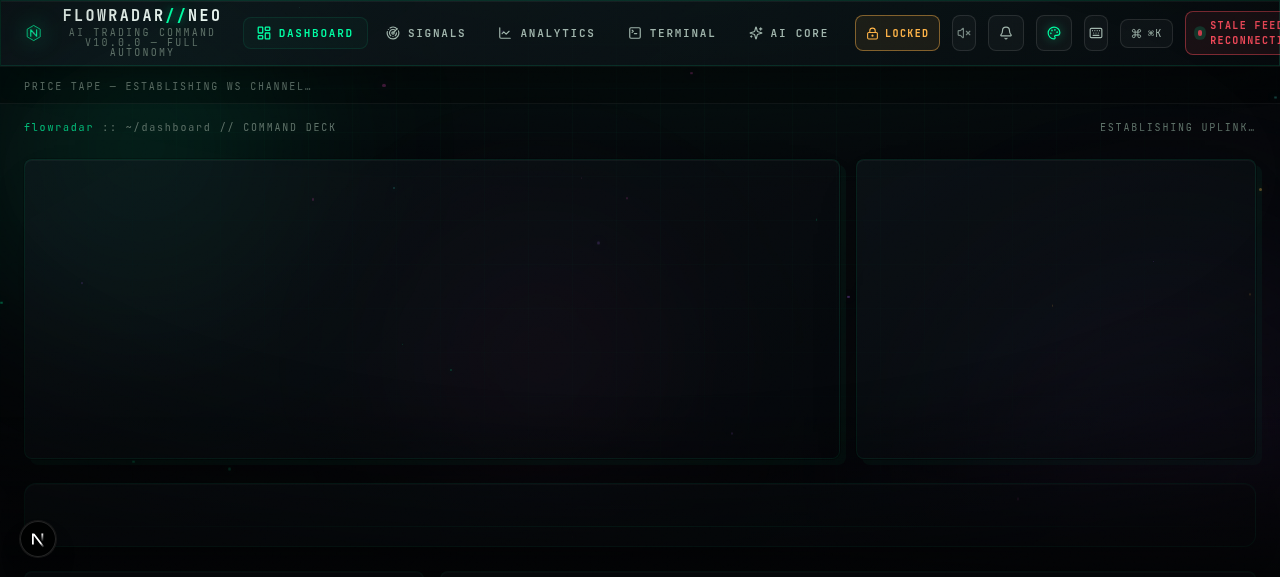 FLOWRADAR//NEO
AI TRADING COMMAND
V10.0.0 — FULL
AUTONOMY
DASHBOARD
SIGNALS
ANALYTICS
TERMINAL
AI CORE
LOCKED
⌘K
STALE FEED
RECONNECTI
PRICE TAPE — ESTABLISHING WS CHANNEL…
flowradar :: ~/dashboard // COMMAND DECK
ESTABLISHING UPLINK…
N